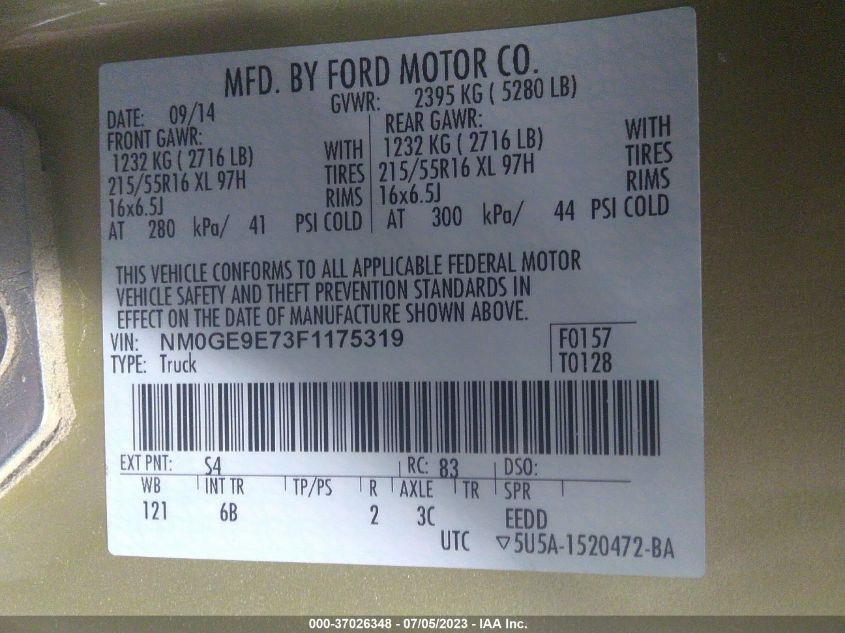 MFD. BY FORD MOTOR CO.
DATE: 09/14 GVWR: 2395 KG ( 5280 LB)
FRONT GAWR: REAR GAWR:
1232 KG ( 2716 LB) WITH 1232 KG ( 2716 LB) WITH
215/55R16 XL 97H TIRES 215/55R16 XL 97H TIRES
16x6.5J RIMS 16x6.5J RIMS
AT 280 kPa/ 41 PSI COLD AT 300 kPa/ 44 PSI COLD
THIS VEHICLE CONFORMS TO ALL APPLICABLE FEDERAL MOTOR
VEHICLE SAFETY AND THEFT PREVENTION STANDARDS IN
EFFECT ON THE DATE OF MANUFACTURE SHOWN ABOVE.
VIN: NM0GE9E73F1175319 F0157
TYPE: Truck T0128
EXT PNT: S4 RC: 83 DSO:
WB INT TR TP/PS R AXLE TR SPR
121 6B 2 3C EEDD
UTC ▽5U5A-1520472-BA
000-37026348 - 07/05/2023 - IAA Inc.